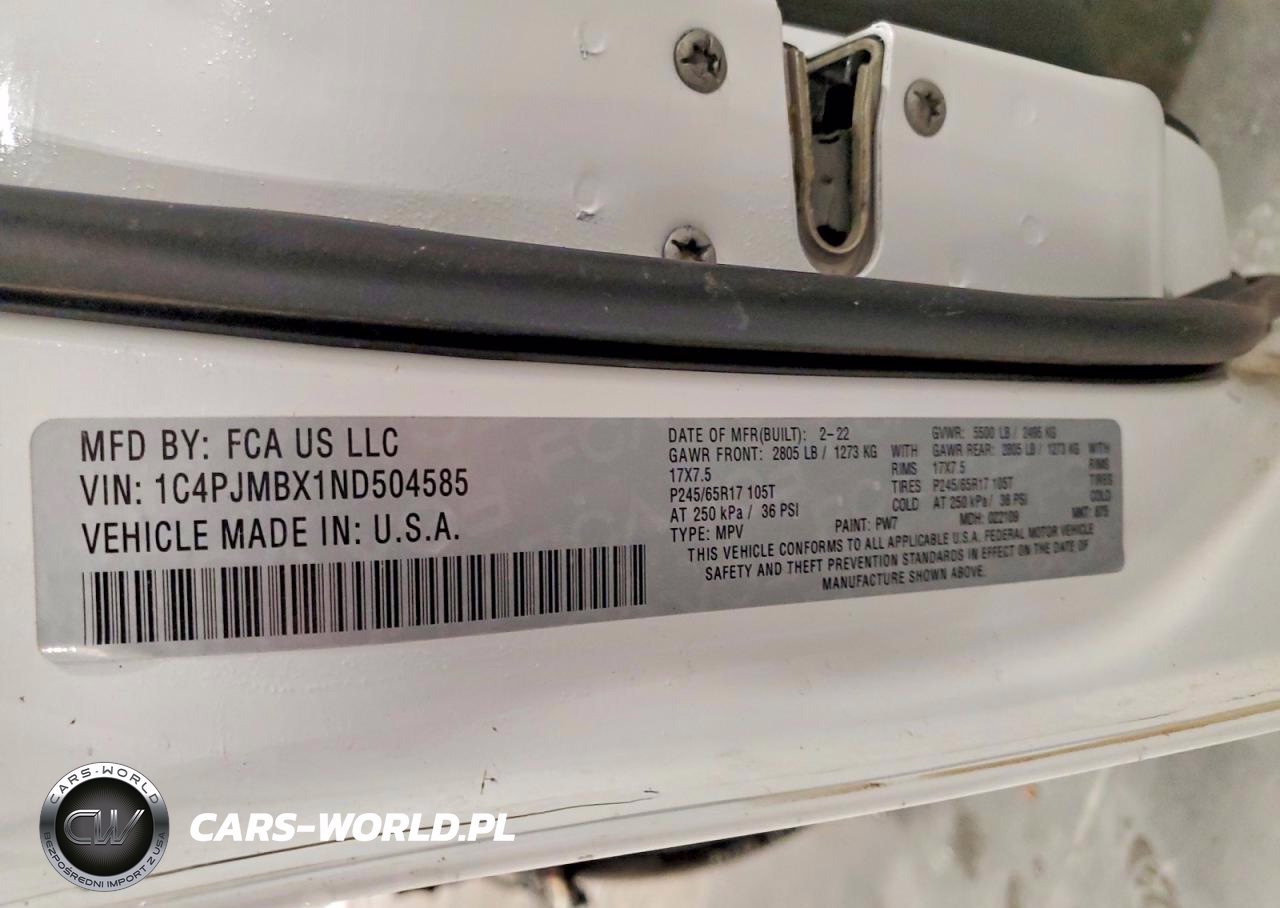 MFD BY: FCA US LLC
VIN: 1C4PJMBX1ND504585
VEHICLE MADE IN: U.S.A.
DATE OF MFR(BUILT): 2-22 GVWR: 5500 LB / 2495 KG
GAWR FRONT: 2805 LB / 1273 KG WITH GAWR REAR: 2805 LB / 1273 KG WITH
17X7.5 RIMS 17X7.5 RIMS
P245/65R17 105T TIRES P245/65R17 105T TIRES
AT 250 kPa / 36 PSI COLD AT 250 kPa / 36 PSI COLD
TYPE: MPV PAINT: PW7 MDH: 022109 MKT:
THIS VEHICLE CONFORMS TO ALL APPLICABLE U.S.A. FEDERAL MOTOR VEHICLE
SAFETY AND THEFT PREVENTION STANDARDS IN EFFECT ON THE DATE OF
MANUFACTURE SHOWN ABOVE.
CARS-WORLD
CW
BEZPOŚREDNI IMPORT Z USA
CARS-WORLD.PL